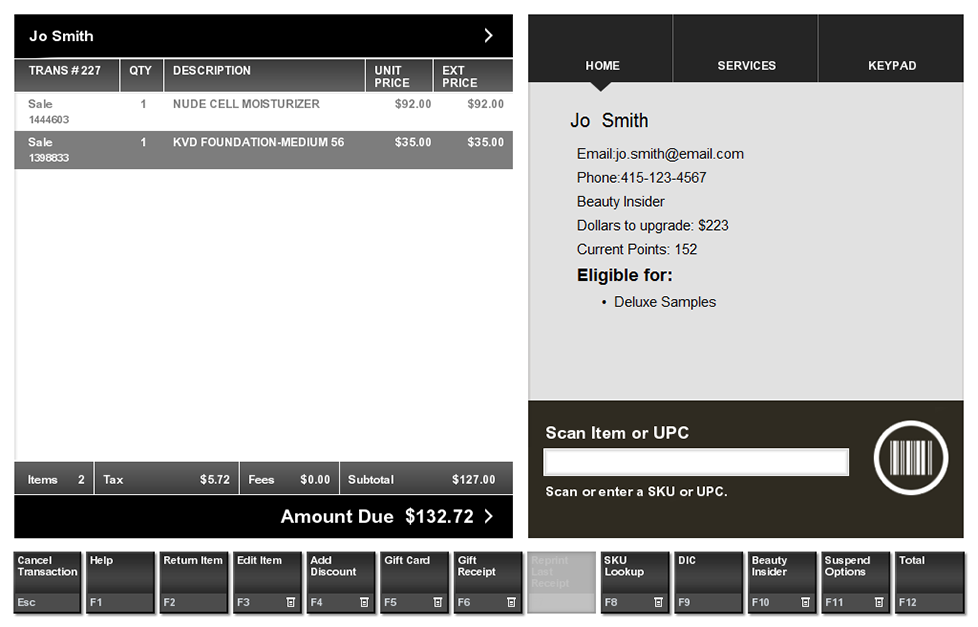 Jo Smith
TRANS # 227 QTY DESCRIPTION UNIT PRICE EXT PRICE
Sale 1 NUDE CELL MOISTURIZER $92.00 $92.00
1444603
Sale 1 KVD FOUNDATION-MEDIUM 56 $35.00 $35.00
1398833
Items 2 Tax $5.72 Fees $0.00 Subtotal $127.00
Amount Due $132.72
HOME SERVICES KEYPAD
Jo Smith
Email:jo.smith@email.com
Phone:415-123-4567
Beauty Insider
Dollars to upgrade: $223
Current Points: 152
Eligible for:
• Deluxe Samples
Scan Item or UPC
Scan or enter a SKU or UPC.
Cancel Transaction Help Return Item Edit Item Add Discount Gift Card Gift Receipt Reprint Last Receipt SKU Lookup DIC Beauty Insider Suspend Options Total
Esc F1 F2 F3 F4 F5 F6 F8 F9 F10 F11 F12